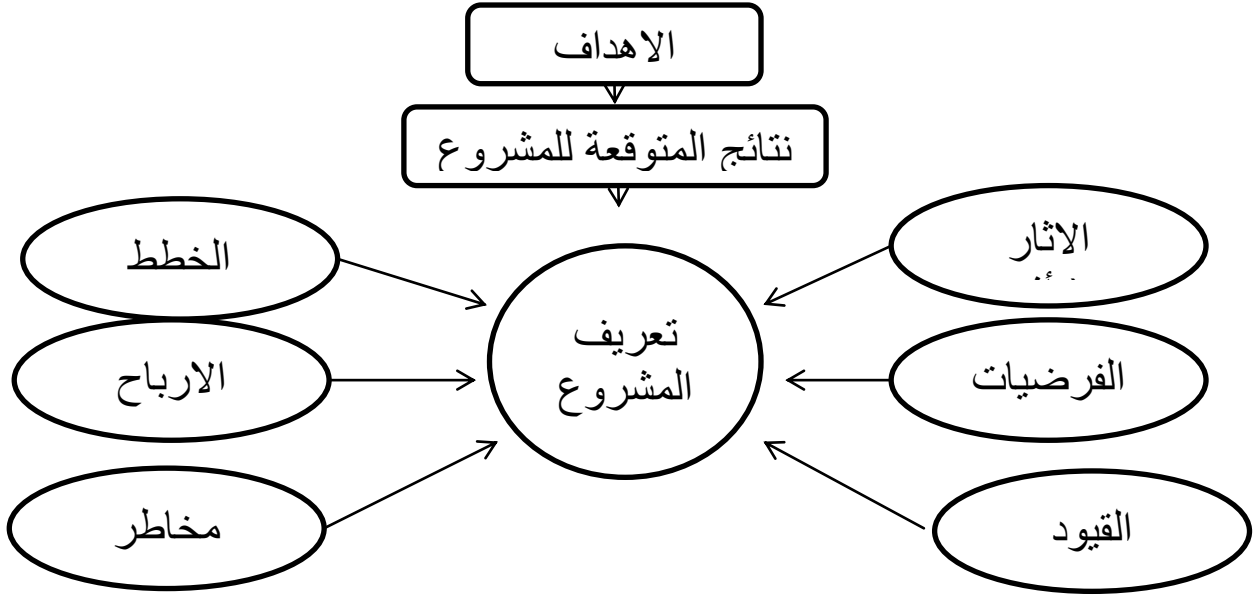 الاهداف
نتائج المتوقعة للمشروع
الاثار
الخطط
تعريف
المشروع
الفرضيات
الارباح
القيود
مخاطر